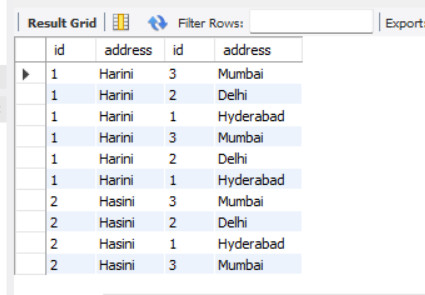 Result Grid Filter Rows: Export:
id address id address
1 Harini 3 Mumbai
1 Harini 2 Delhi
1 Harini 1 Hyderabad
1 Harini 3 Mumbai
1 Harini 2 Delhi
1 Harini 1 Hyderabad
2 Hasini 3 Mumbai
2 Hasini 2 Delhi
2 Hasini 1 Hyderabad
2 Hasini 3 Mumbai